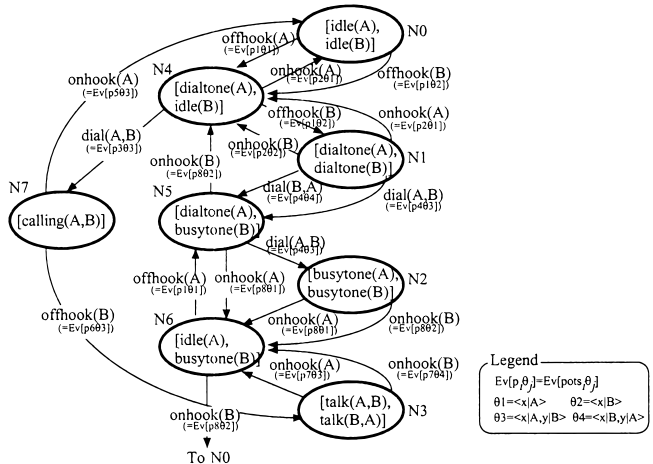 offhook(A)
(=Ev[p1θ1])
[idle(A),
idle(B)]
N0
N4
onhook(A)
(=Ev[p2θ1])
offhook(B)
(=Ev[p1θ2])
onhook(A)
(=Ev[p5θ3])
[dialtone(A),
idle(B)]
offhook(B)
(=Ev[p1θ2])
onhook(A)
(=Ev[p2θ1])
dial(A,B)
(=Ev[p3θ3])
onhook(B)
(=Ev[p2θ2])
[dialtone(A),
dialtone(B)]
N1
onhook(B)
(=Ev[p8θ2])
N7
N5
dial(B,A)
(=Ev[p4θ4])
dial(A,B)
(=Ev[p4θ3])
[calling(A,B)]
[dialtone(A),
busytone(B)]
dial(A,B)
(=Ev[p4θ3])
offhook(A)
(=Ev[p1θ1])
onhook(A)
(=Ev[p8θ1])
[busytone(A),
busytone(B)]
N2
offhook(B)
(=Ev[p6θ3])
N6
onhook(A)
(=Ev[p8θ1])
onhook(B)
(=Ev[p8θ2])
[idle(A),
busytone(B)]
onhook(A)
(=Ev[p7θ3])
onhook(B)
(=Ev[p7θ4])
onhook(B)
(=Ev[p8θ2])
[talk(A,B),
talk(B,A)]
N3
To N0
Legend
Ev[piθj]=Ev[potsiθj]
θ1=<x|A> θ2=<x|B>
θ3=<x|A,y|B> θ4=<x|B,y|A>